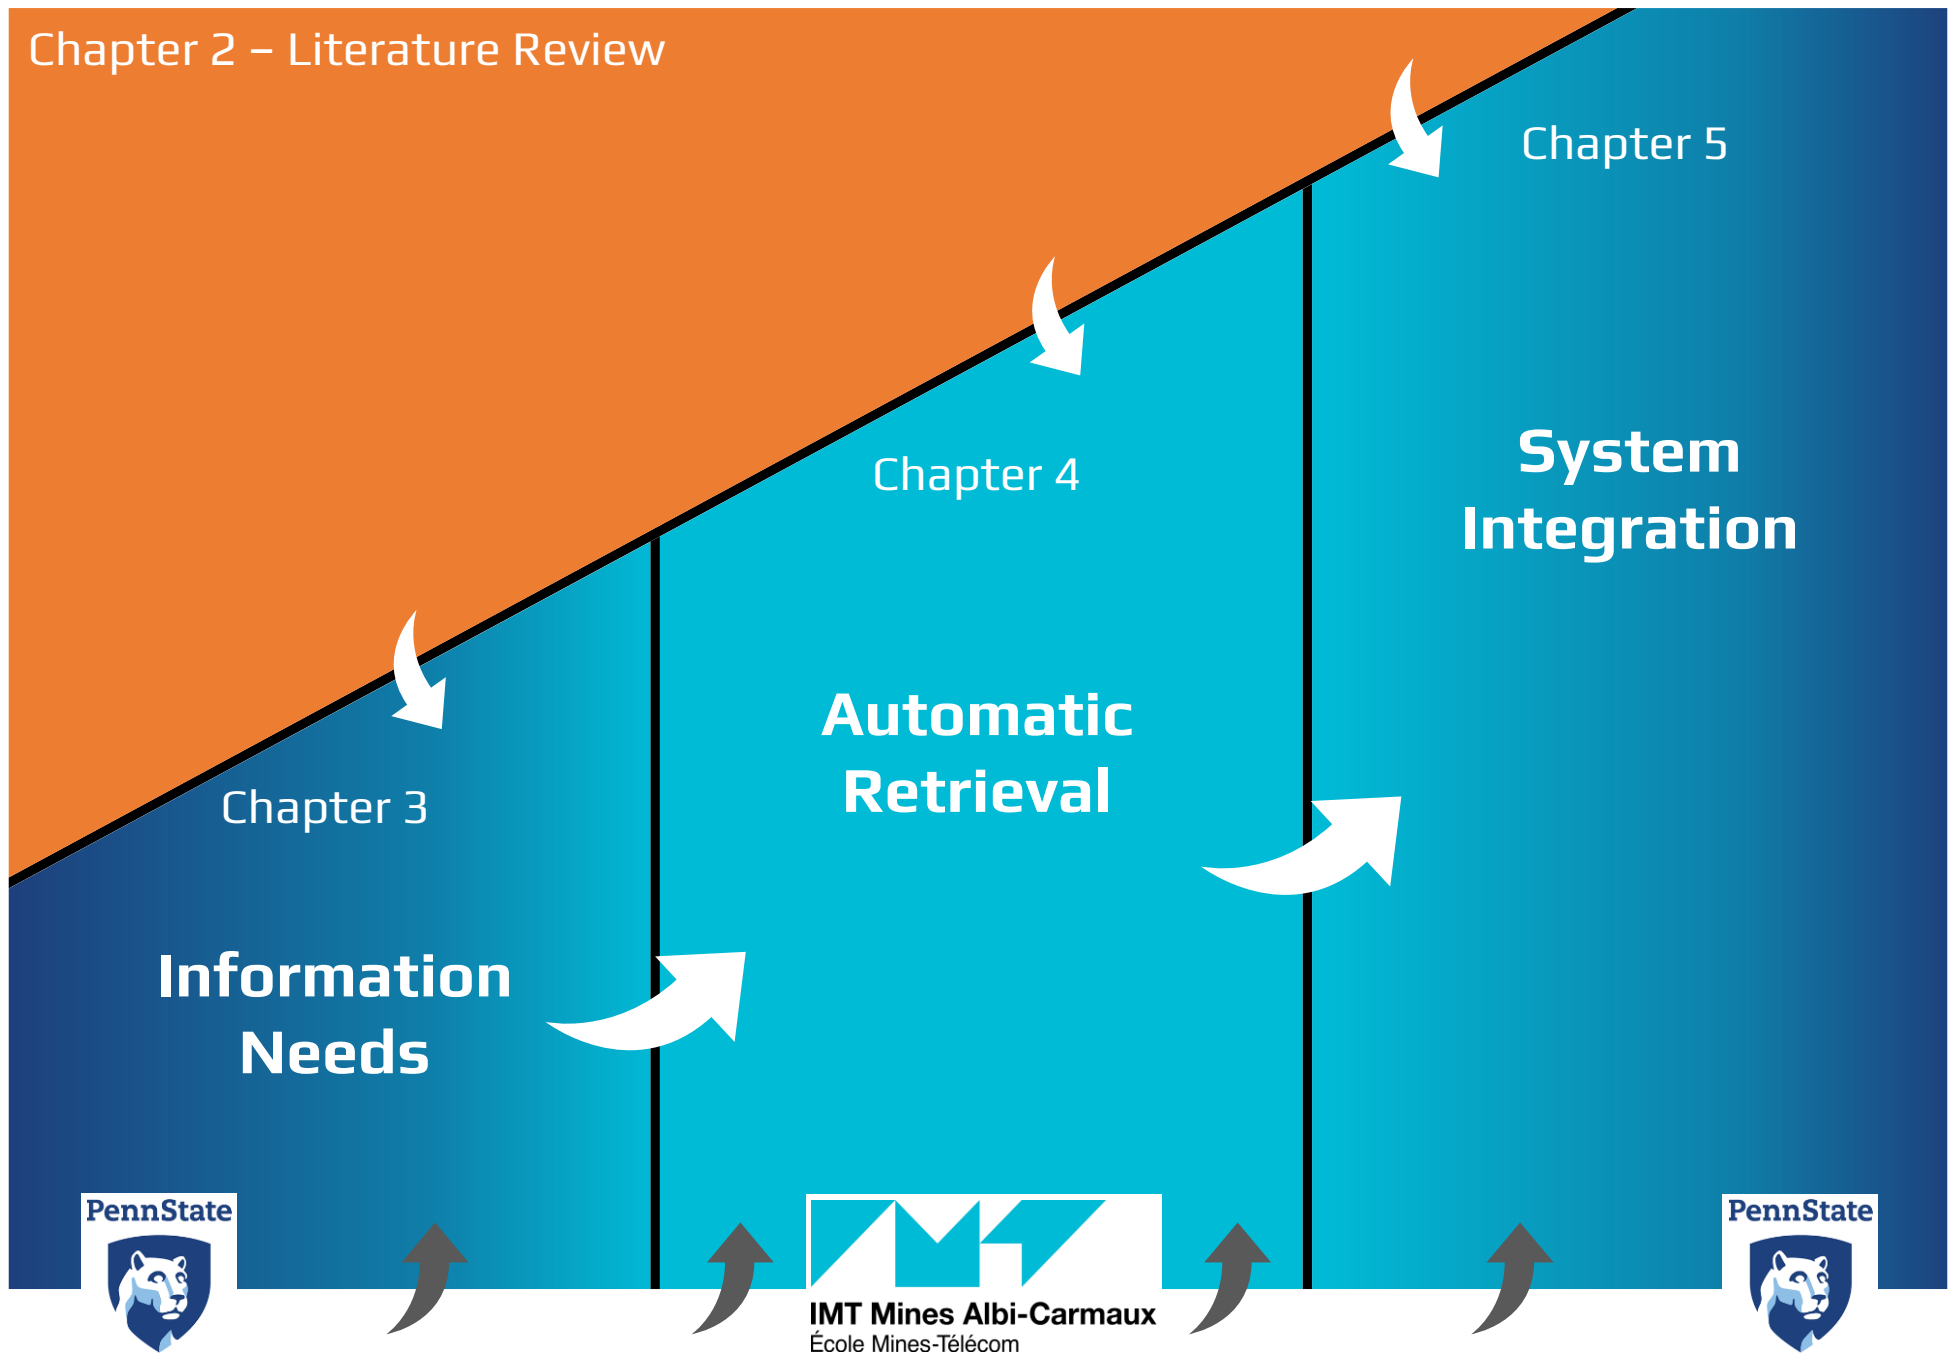 Chapter 2 – Literature Review
Chapter 5
System
Integration
Chapter 4
Automatic
Retrieval
Chapter 3
Information
Needs
PennState
IMT
IMT Mines Albi-Carmaux
École Mines-Télécom
PennState